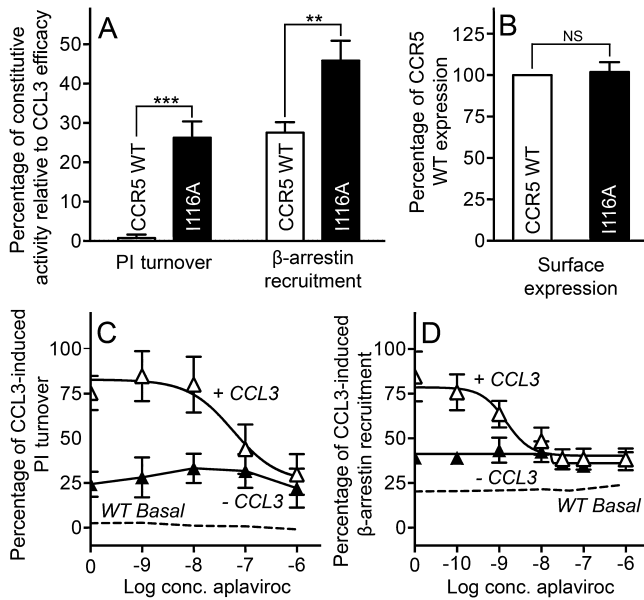 A
Percentage of constitutive
activity relative to CCL3 efficacy
50
40
30
20
10
0
***
**
CCR5 WT
I116A
CCR5 WT
I116A
PI turnover
β-arrestin
recruitment
B
Percentage of CCR5
WT expression
125
100
75
50
25
0
NS
CCR5 WT
I116A
Surface
expression
C
Percentage of CCL3-induced
PI turnover
100
75
50
25
0
+ CCL3
- CCL3
WT Basal
0 -9 -8 -7 -6
Log conc. aplaviroc
D
Percentage of CCL3-induced
β-arrestin recruitment
100
75
50
25
0
+ CCL3
- CCL3
WT Basal
0 -10 -9 -8 -7 -6
Log conc. aplaviroc